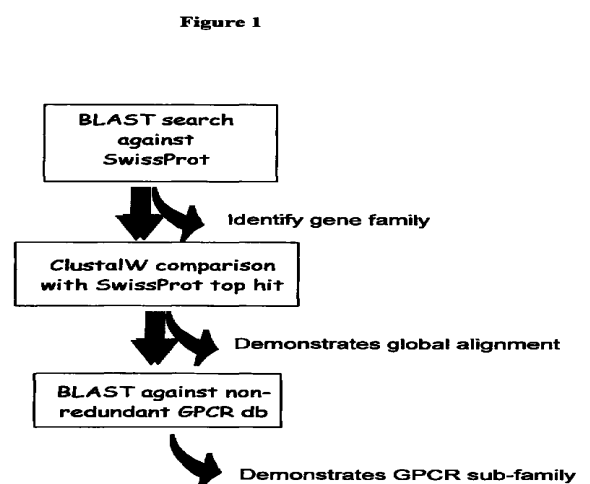 Figure 1
BLAST search
against
SwissProt
Identify gene family
ClustalW comparison
with SwissProt top hit
Demonstrates global alignment
BLAST against non-
redundant GPCR db
Demonstrates GPCR sub-family